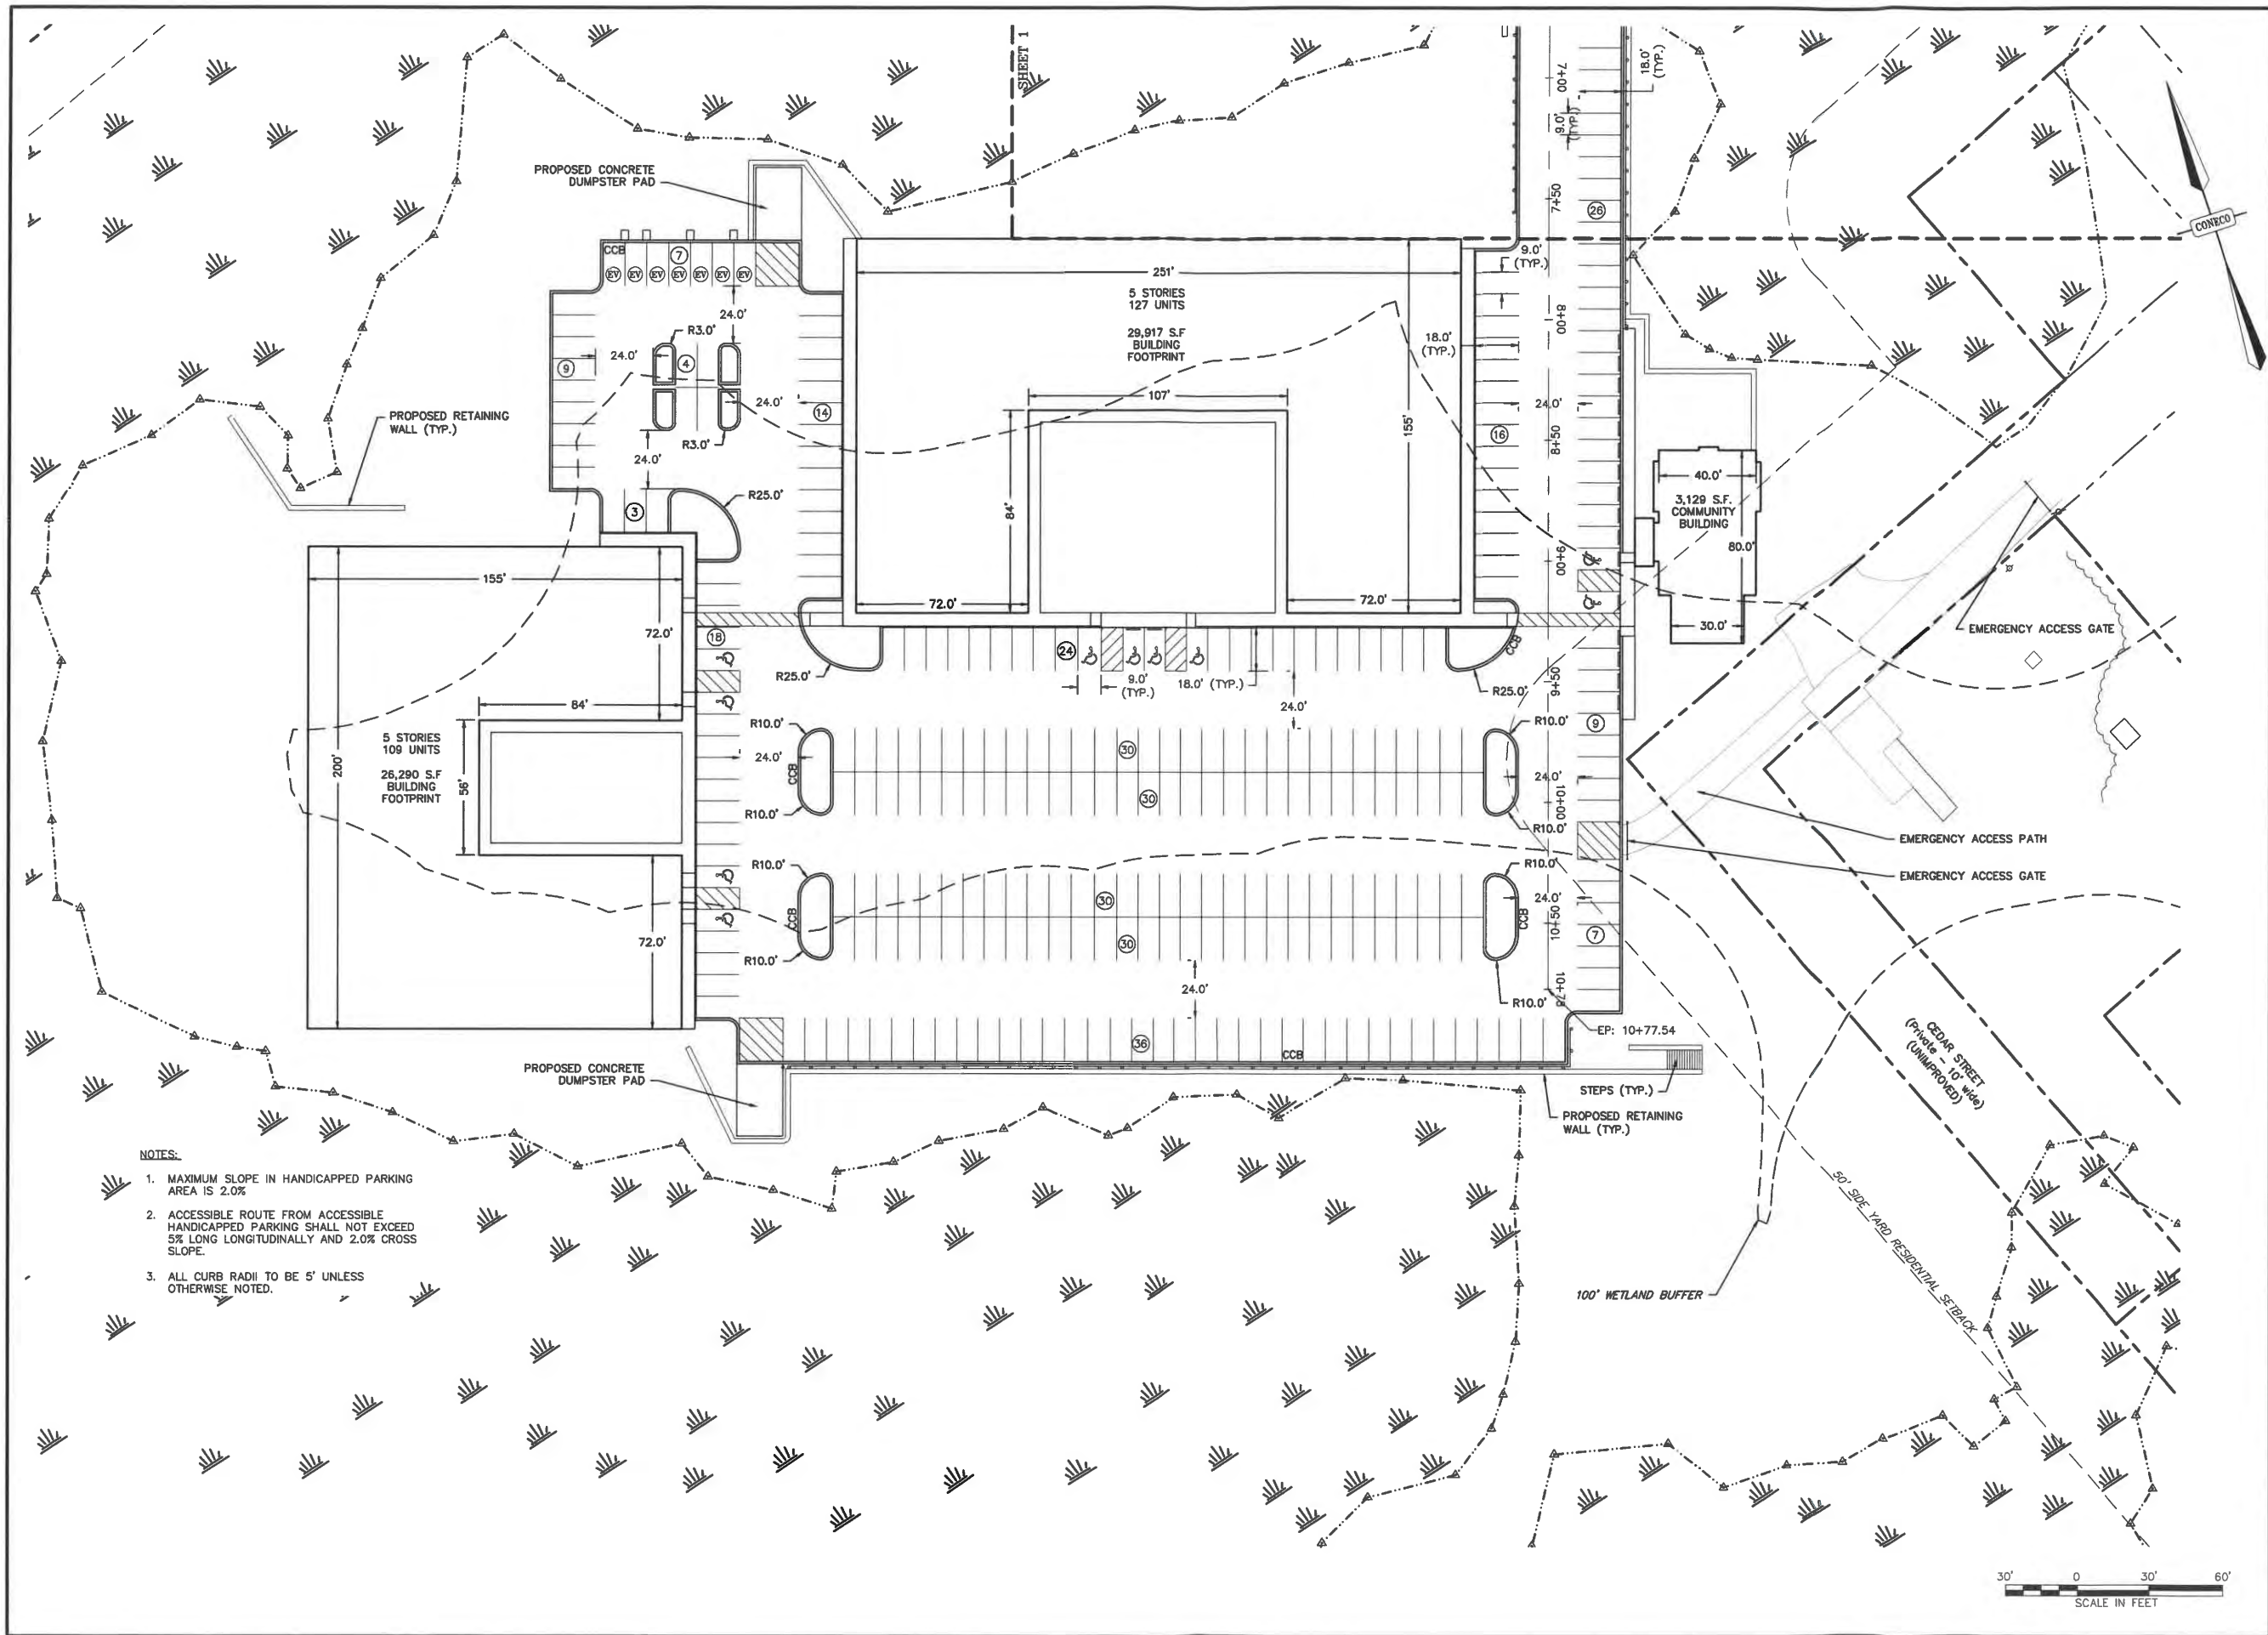 SHEET 1
7+00
18.0'
(TYP.)
9.0'
(TYP.)
7+50
26
CONECO
PROPOSED CONCRETE
DUMPSTER PAD
CCB
7
EV EV EV EV EV EV EV
24.0'
R3.0'
24.0'
4
9
24.0'
14
R3.0'
24.0'
R25.0'
3
PROPOSED RETAINING
WALL (TYP.)
251'
5 STORIES
127 UNITS
29,917 S.F
BUILDING
FOOTPRINT
107'
84'
155'
72.0'
72.0'
9.0'
(TYP.)
8+00
18.0'
(TYP.)
24.0'
16
8+50
9+00
40.0'
3,129 S.F.
COMMUNITY
BUILDING
80.0'
30.0'
EMERGENCY ACCESS GATE
155'
72.0'
18
84'
5 STORIES
109 UNITS
26,290 S.F
BUILDING
FOOTPRINT
200'
56'
72.0'
R25.0'
24
9.0'
(TYP.)
18.0' (TYP.)
24.0'
CCB
R25.0'
9+50
R10.0'
24.0'
CCB
R10.0'
30
30
R10.0'
9
24.0'
10+00
R10.0'
EMERGENCY ACCESS PATH
EMERGENCY ACCESS GATE
R10.0'
CCB
R10.0'
30
30
R10.0'
24.0'
CCB
10+50
7
24.0'
10+75
R10.0'
EP: 10+77.54
36
CCB
PROPOSED CONCRETE
DUMPSTER PAD
STEPS (TYP.)
PROPOSED RETAINING
WALL (TYP.)
CEDAR STREET
(Private - 10' wide)
(UNIMPROVED)
50' SIDE YARD RESIDENTIAL SETBACK
100' WETLAND BUFFER
NOTES:
1. MAXIMUM SLOPE IN HANDICAPPED PARKING
AREA IS 2.0%
2. ACCESSIBLE ROUTE FROM ACCESSIBLE
HANDICAPPED PARKING SHALL NOT EXCEED
5% LONG LONGITUDINALLY AND 2.0% CROSS
SLOPE.
3. ALL CURB RADII TO BE 5' UNLESS
OTHERWISE NOTED.
30' 0 30' 60'
SCALE IN FEET